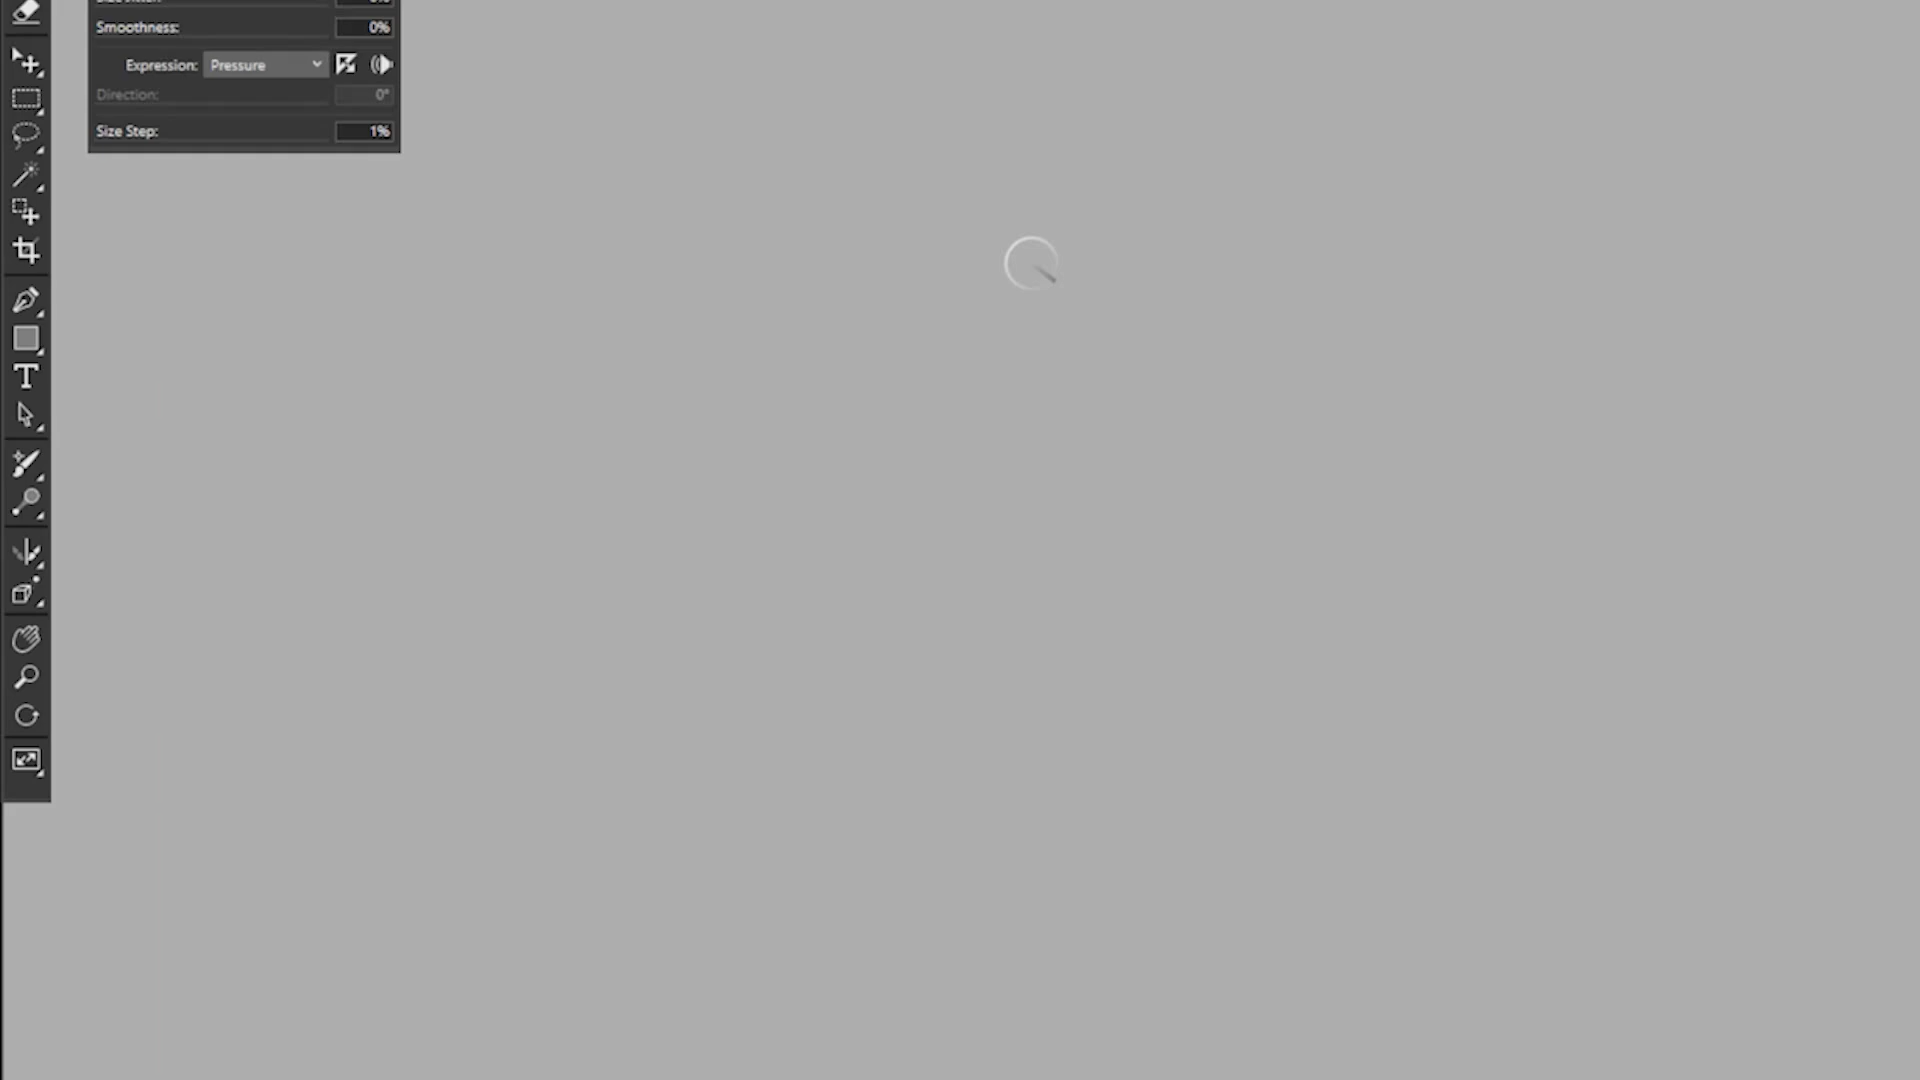 Smoothness: 0%
Expression: Pressure
Direction: 0°
Size Step: 1%